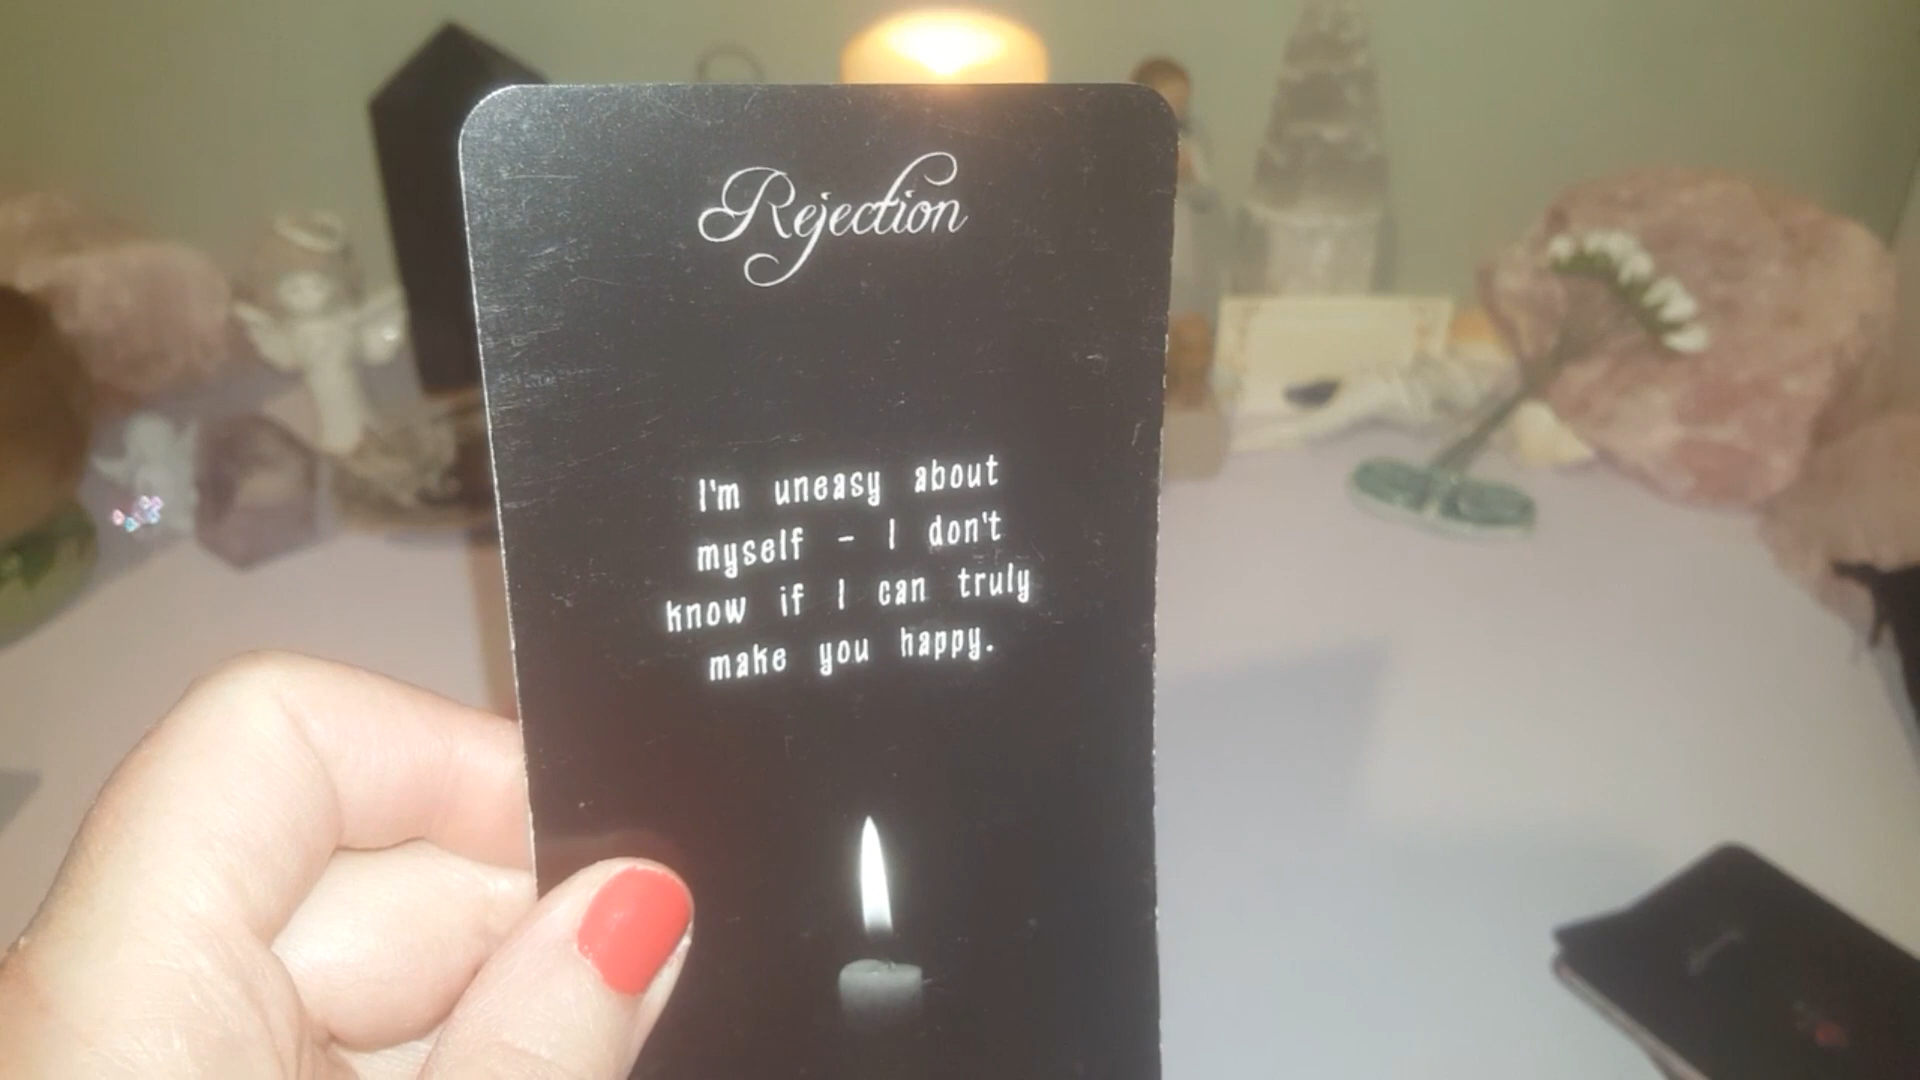 Rejection
I'm uneasy about
myself - I don't
know if I can truly
make you happy.